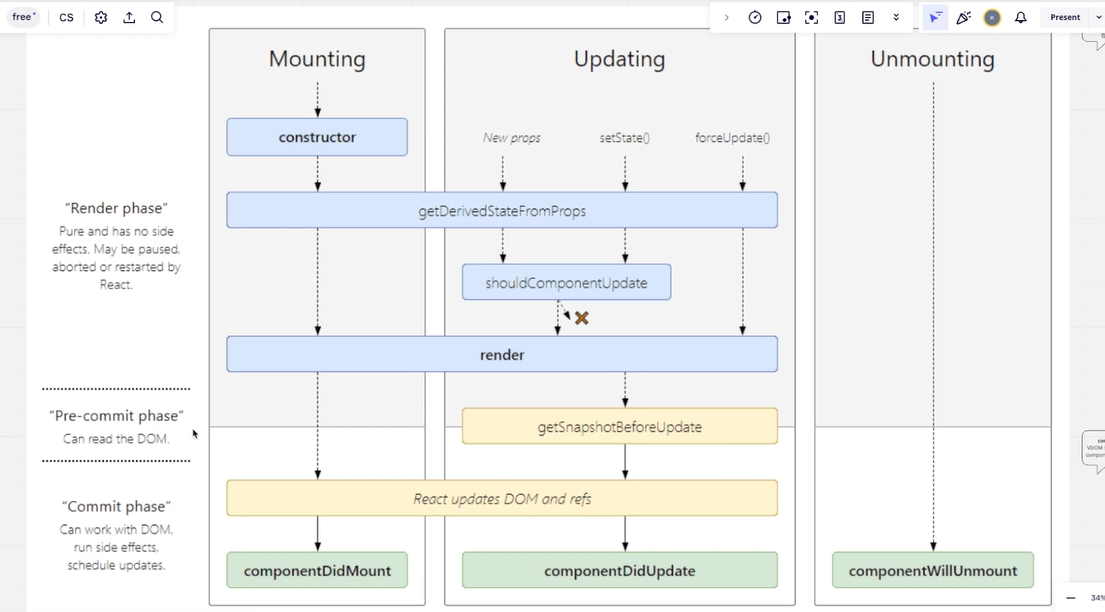 free
CS
3
Present
Mounting
Updating
Unmounting
constructor
New props
setState()
forceUpdate()
"Render phase"
Pure and has no side
effects. May be paused,
aborted or restarted by
React.
getDerivedStateFromProps
shouldComponentUpdate
render
"Pre-commit phase"
Can read the DOM.
getSnapshotBeforeUpdate
"Commit phase"
Can work with DOM,
run side effects,
schedule updates.
React updates DOM and refs
componentDidMount
componentDidUpdate
componentWillUnmount
34%